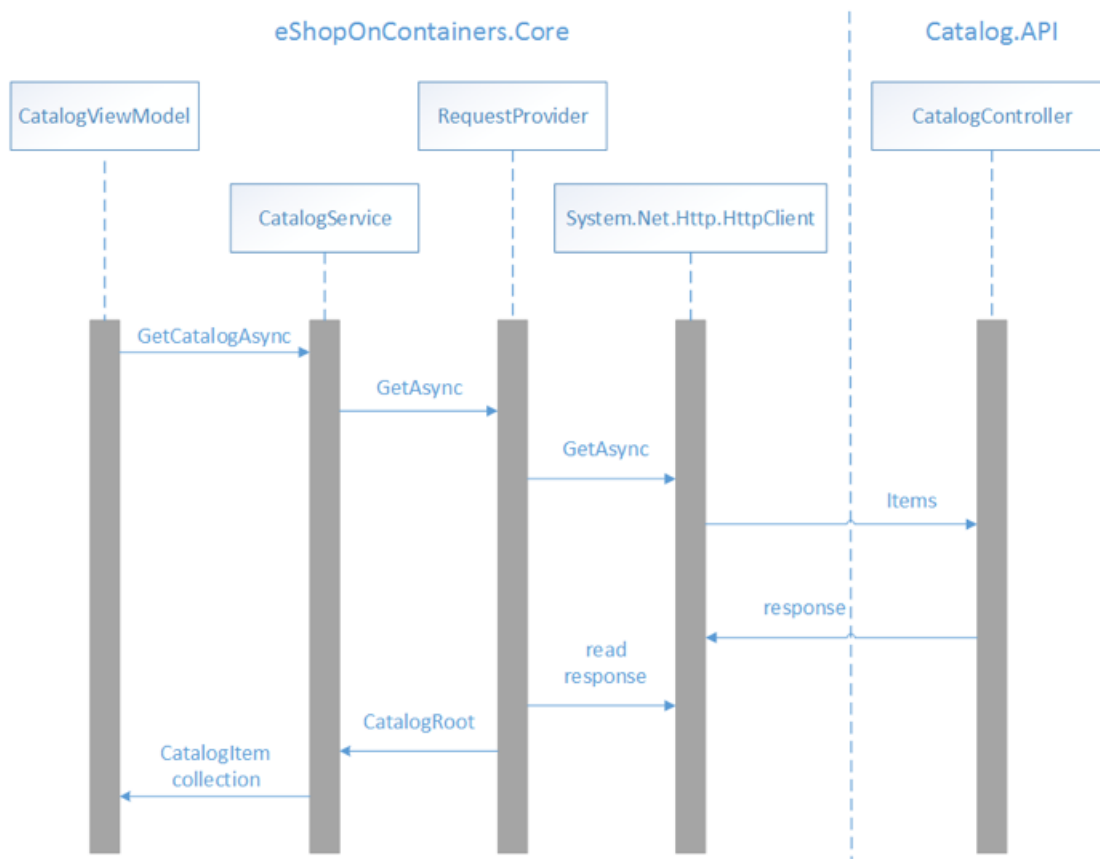 eShopOnContainers.Core
Catalog.API
CatalogViewModel
RequestProvider
CatalogController
CatalogService
System.Net.Http.HttpClient
GetCatalogAsync
GetAsync
GetAsync
Items
response
read
response
CatalogRoot
CatalogItem
collection